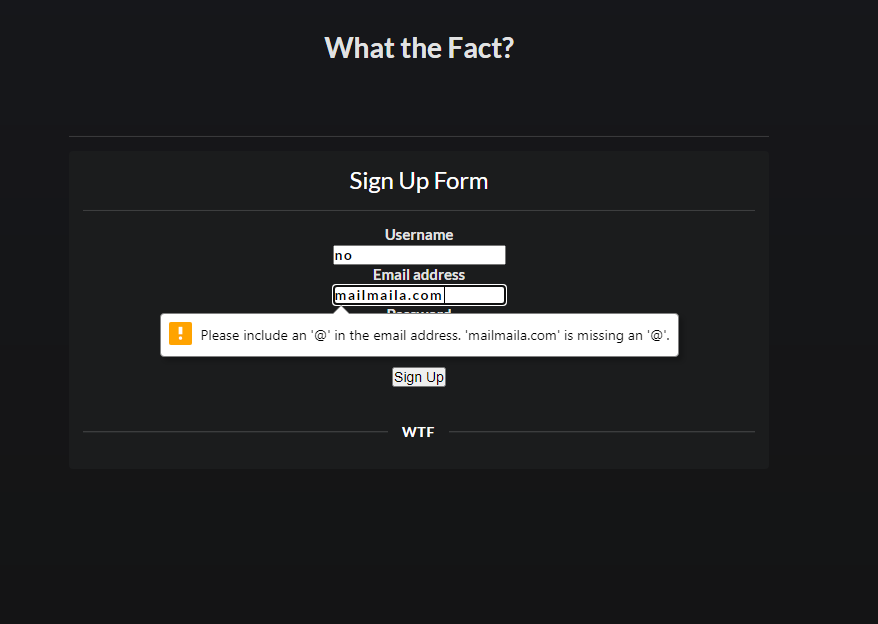 What the Fact?
Sign Up Form
Username
no
Email address
mailmaila.com
Password
Please include an '@' in the email address. 'mailmaila.com' is missing an '@'.
Sign Up
WTF